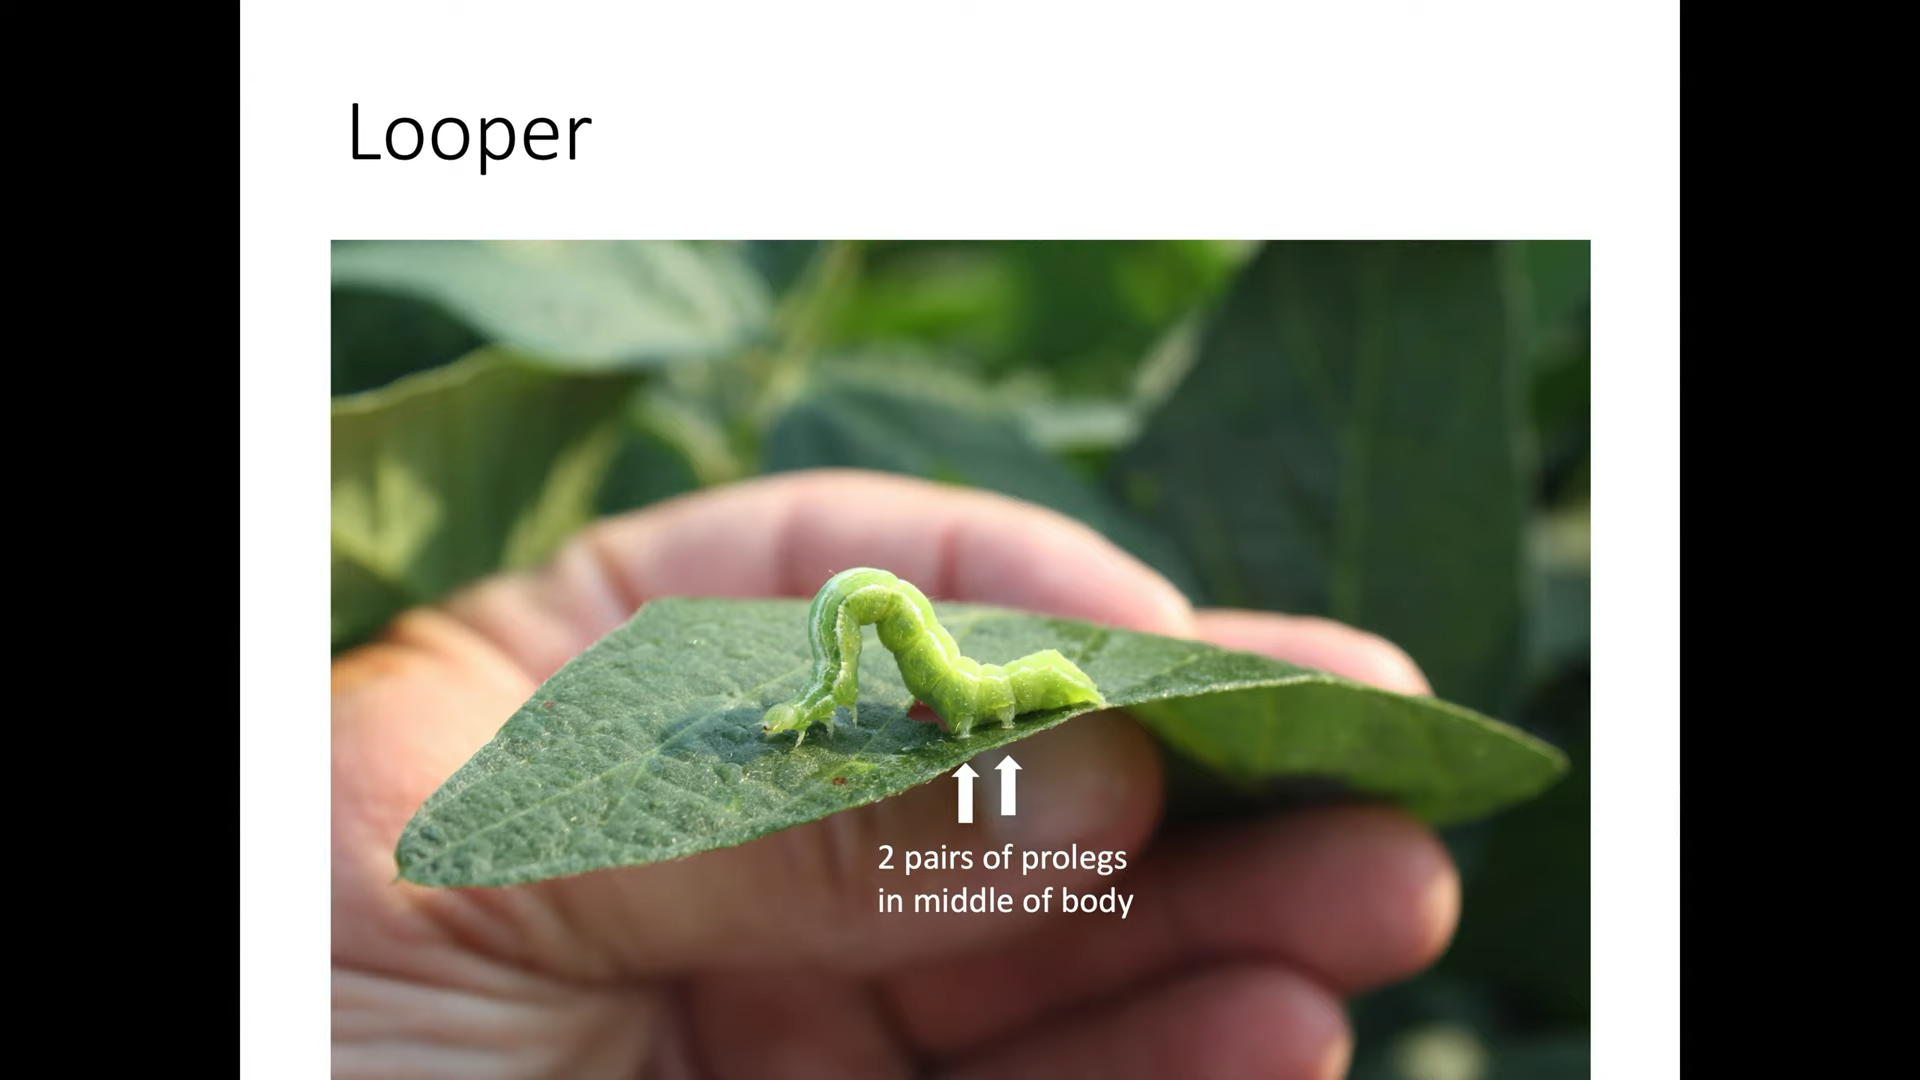 Looper
2 pairs of prolegs
in middle of body